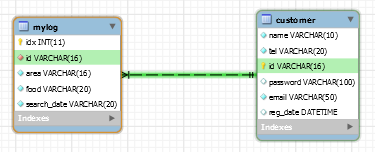 mylog
idx INT(11)
id VARCHAR(16)
area VARCHAR(16)
food VARCHAR(20)
search_date VARCHAR(20)
Indexes
customer
name VARCHAR(10)
tel VARCHAR(20)
id VARCHAR(16)
password VARCHAR(100)
email VARCHAR(50)
reg_date DATETIME
Indexes